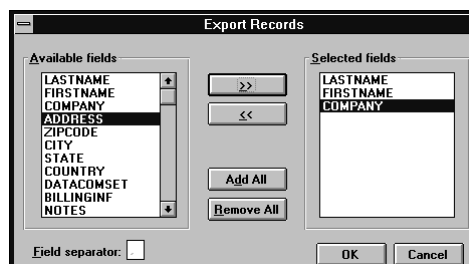 Export Records
Available fields
LASTNAME
FIRSTNAME
COMPANY
ADDRESS
ZIPCODE
CITY
STATE
COUNTRY
DATACOMSET
BILLINGINF
NOTES
>>
<<
Add All
Remove All
Selected fields
LASTNAME
FIRSTNAME
COMPANY
Field separator:
OK
Cancel